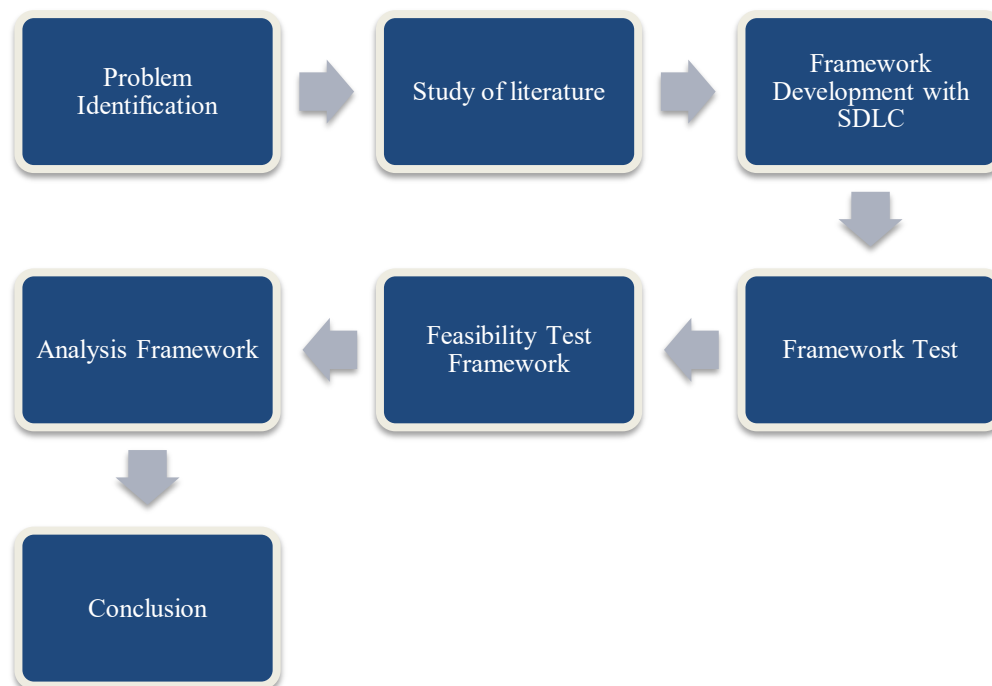 Problem
Identification
Study of literature
Framework
Development with
SDLC
Framework Test
Feasibility Test
Framework
Analysis Framework
Conclusion